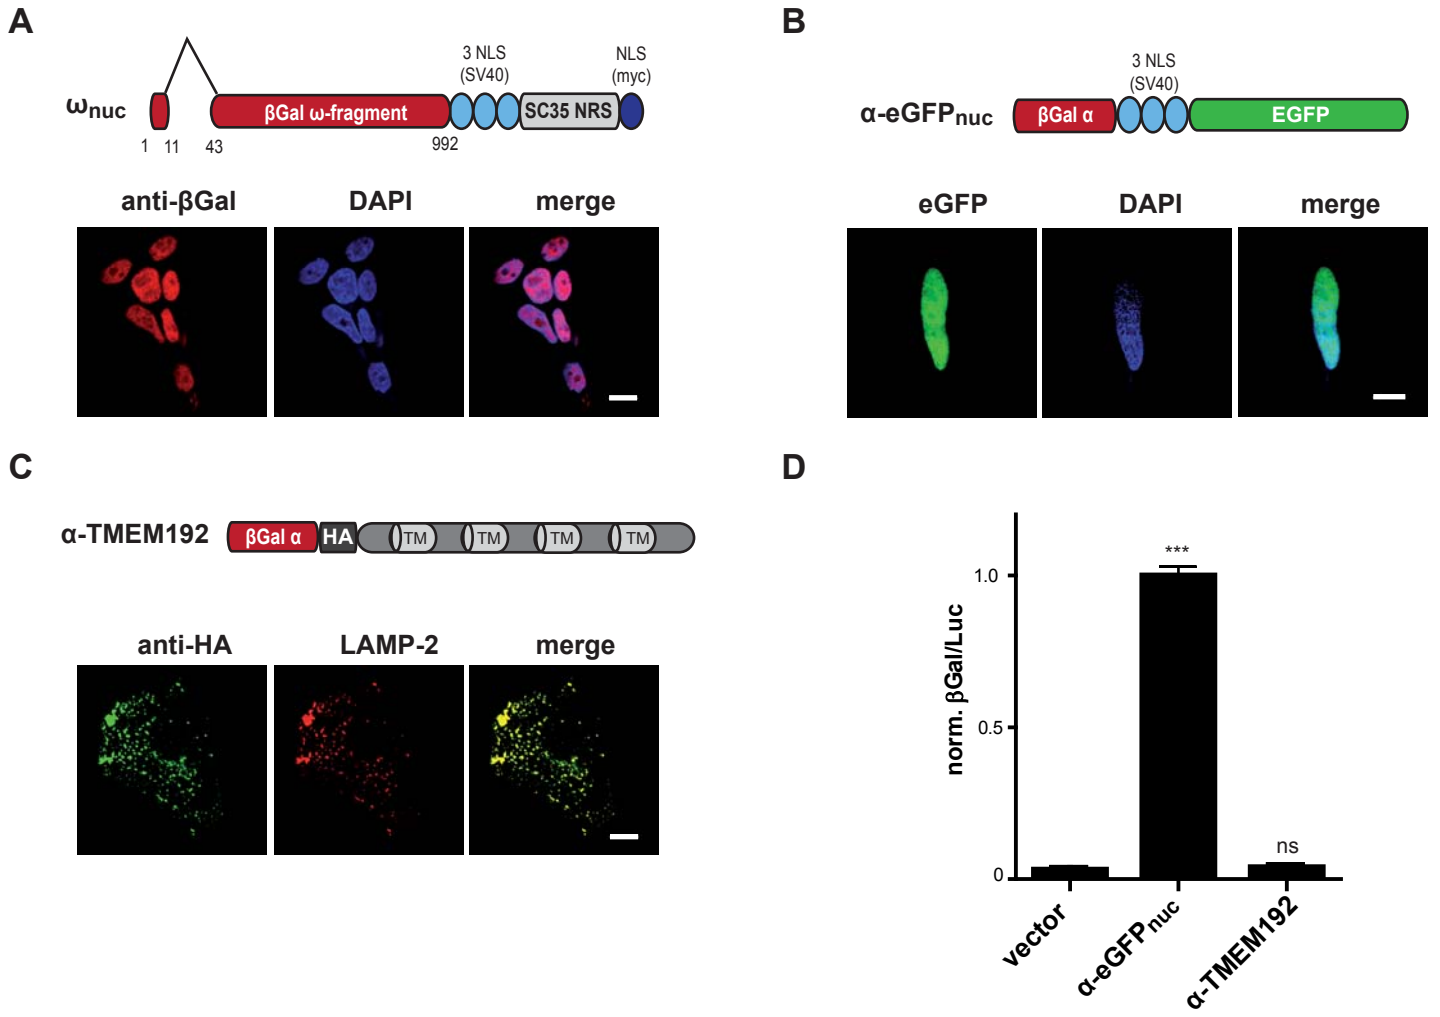 A
3 NLS
(SV40)
NLS
(myc)
ωnuc
βGal ω-fragment
SC35 NRS
1 11 43 992
anti-βGal DAPI merge
B
3 NLS
(SV40)
α-eGFPnuc
βGal α
EGFP
eGFP DAPI merge
C
α-TMEM192
βGal α
HA
TM TM TM TM
anti-HA LAMP-2 merge
D
norm. βGal/Luc
1.0
0.5
0
***
ns
vector
α-eGFPnuc
α-TMEM192